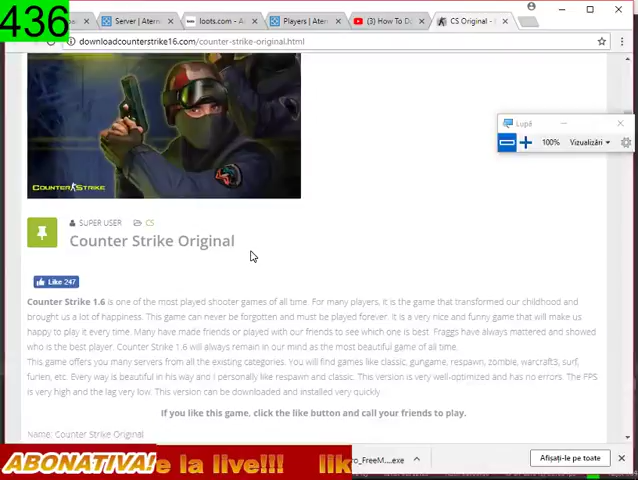 436
Server | Atern
loots.com - A
Players | Atern
(3) How To D
CS Original -
downloadcounterstrike16.com/counter-strike-original.html
Lupă
100% Vizualizări
COUNTER STRIKE
SUPER USER CS
Counter Strike Original
Like 247
Counter Strike 1.6 is one of the most played shooter games of all time. For many players, it is the game that transformed our childhood and
brought us a lot of happiness. This game can never be forgotten and must be played forever. It is a very nice and funny game that will make us
happy to play it every time. Many have made friends or played with our friends to see which one is best. Fraggs have always mattered and showed
who is the best player. Counter Strike 1.6 will always remain in our mind as the most beautiful game of all time.
This game offers you many servers from all the existing categories. You will find games like classic, gungame, respawn, zombie, warcraft3, surf,
furien, etc. Every way is beautiful in his way and I personally like respawn and classic. This version is very well-optimized and has no errors. The FPS
is very high and the lag very low. This version can be downloaded and installed very quickly.
If you like this game, click the like button and call your friends to play.
Name: Counter Strike Original
ABONATIVA!
e la live!!! lik
ro_FreeM....exe
Afișați-le pe toate